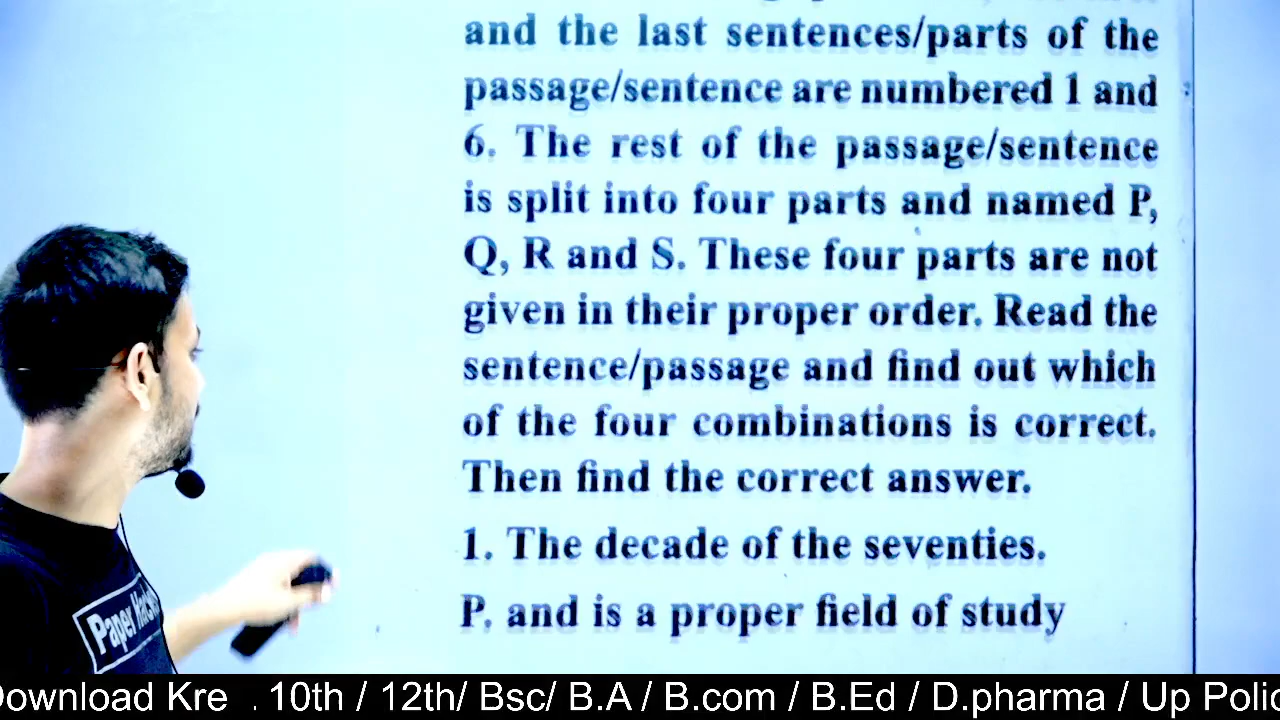 and the last sentences/parts of the
passage/sentence are numbered 1 and
6. The rest of the passage/sentence
is split into four parts and named P,
Q, R and S. These four parts are not
given in their proper order. Read the
sentence/passage and find out which
of the four combinations is correct.
Then find the correct answer.
1. The decade of the seventies.
P. and is a proper field of study
Paper
Download Kre . 10th / 12th/ Bsc/ B.A / B.com / B.Ed / D.pharma / Up